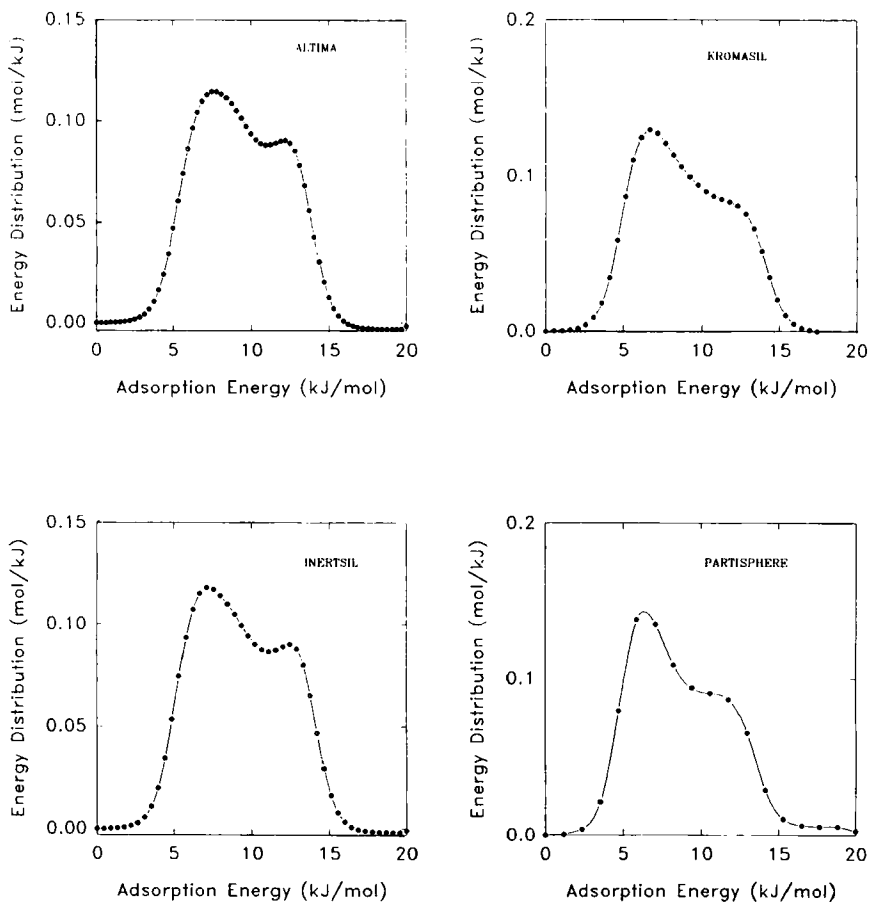 0.15
0.10
0.05
0.00
0 5 10 15 20
Energy Distribution (mol/kJ)
Adsorption Energy (kJ/mol)
ALTIMA
0.2
0.1
0.0
0 5 10 15 20
Energy Distribution (mol/kJ)
Adsorption Energy (kJ/mol)
KROMASIL
0.15
0.10
0.05
0.00
0 5 10 15 20
Energy Distribution (mol/kJ)
Adsorption Energy (kJ/mol)
INERTSIL
0.2
0.1
0.0
0 5 10 15 20
Energy Distribution (mol/kJ)
Adsorption Energy (kJ/mol)
PARTISPHERE